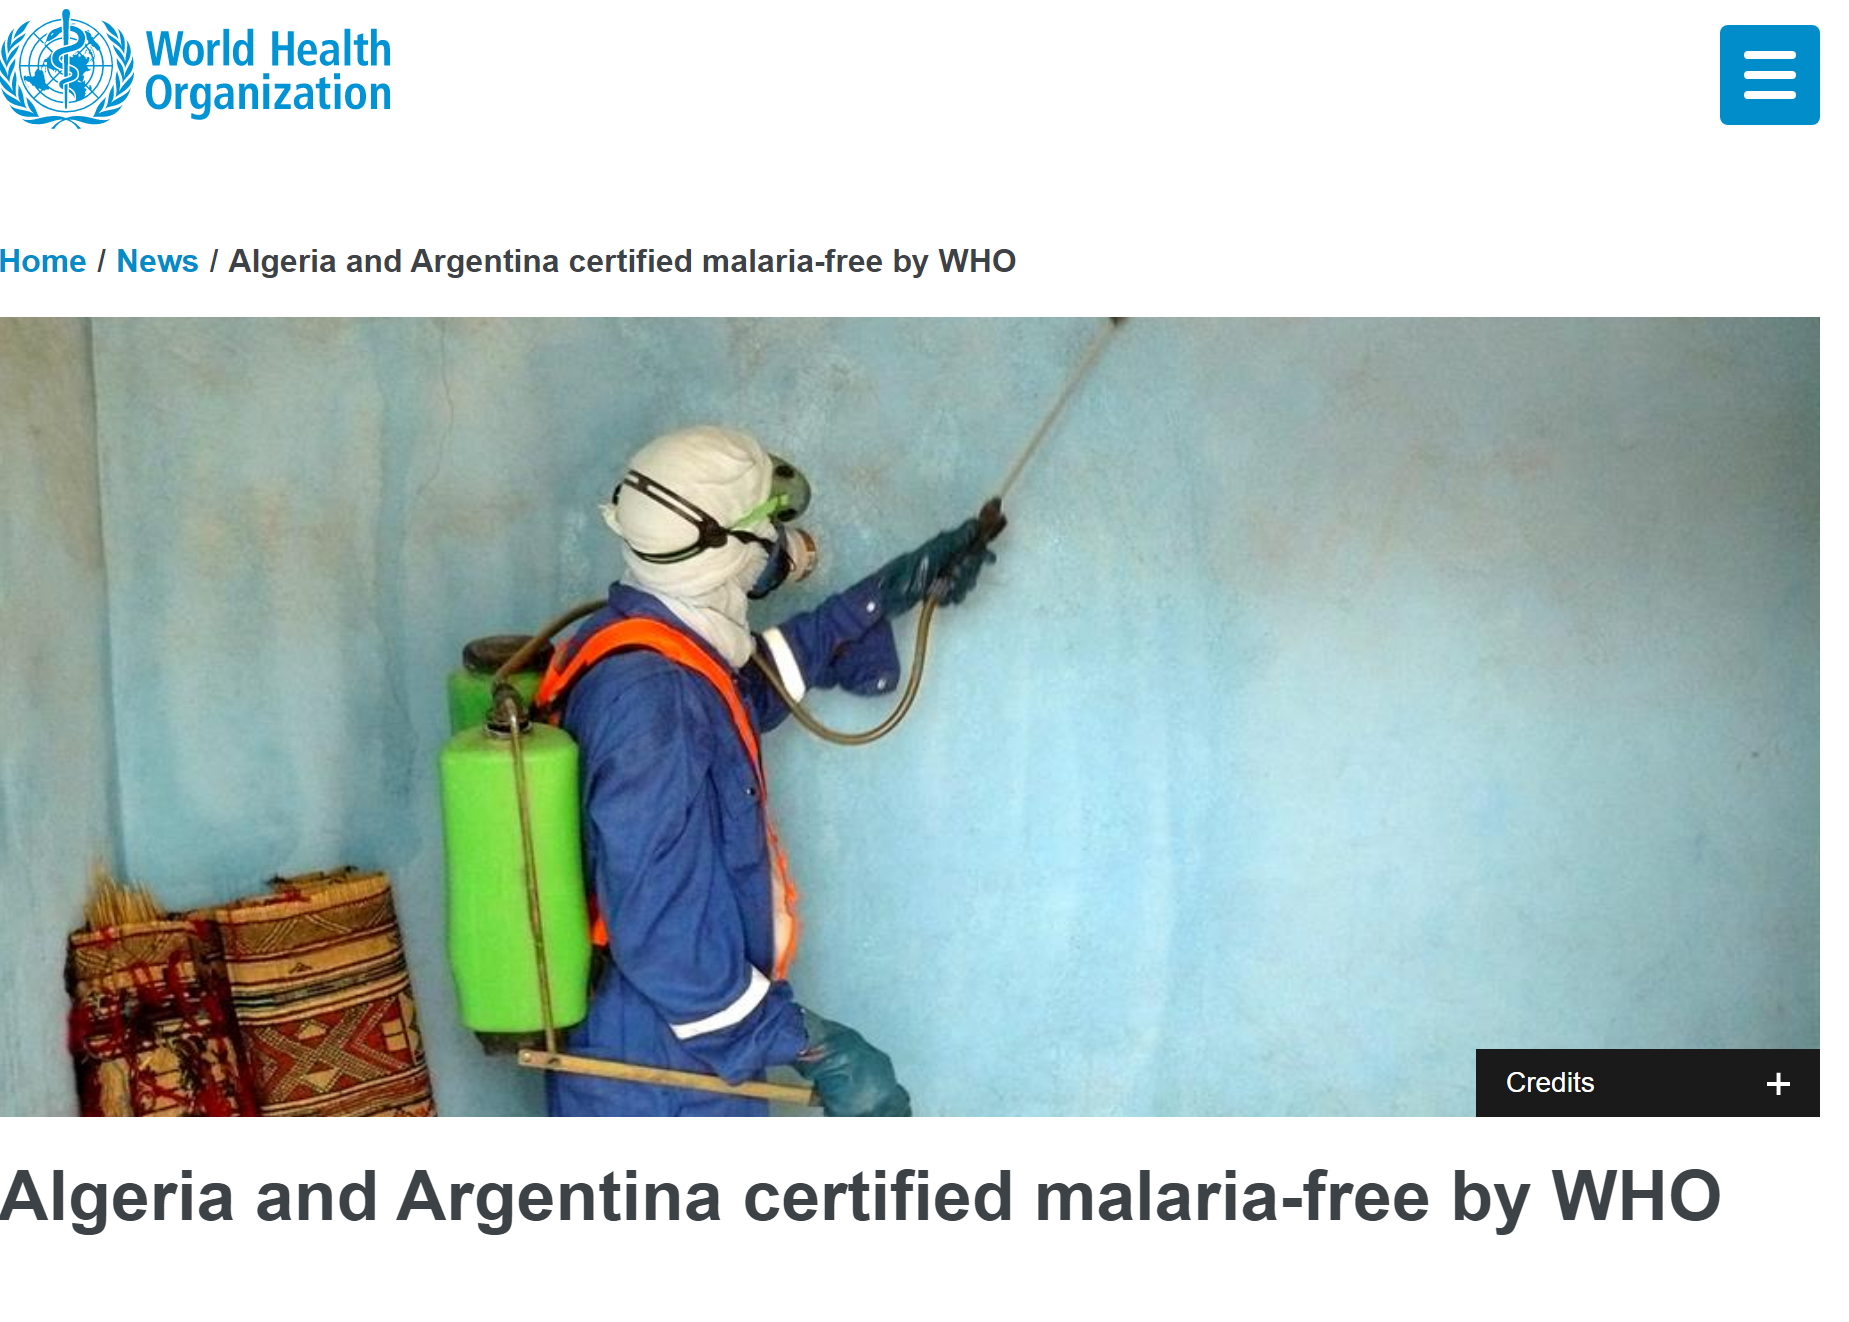 World Health
Organization
Home / News / Algeria and Argentina certified malaria-free by WHO
Credits +
Algeria and Argentina certified malaria-free by WHO